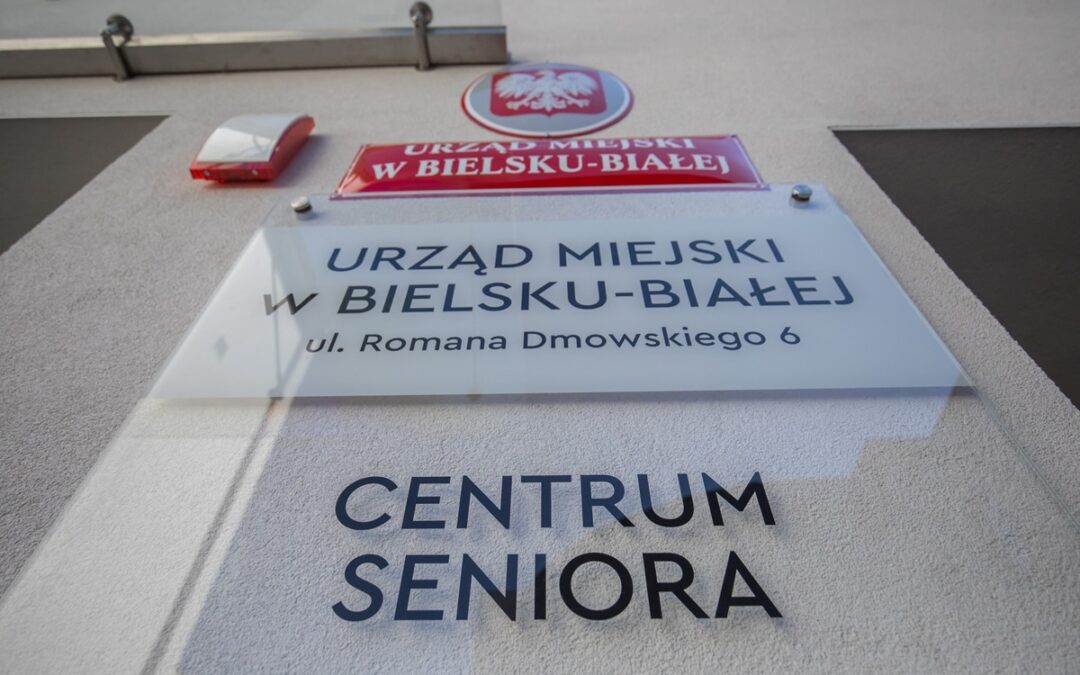 URZĄD MIEJSKI
W BIELSKU-BIAŁEJ
URZĄD MIEJSKI
W BIELSKU-BIAŁEJ
ul. Romana Dmowskiego 6
CENTRUM
SENIORA